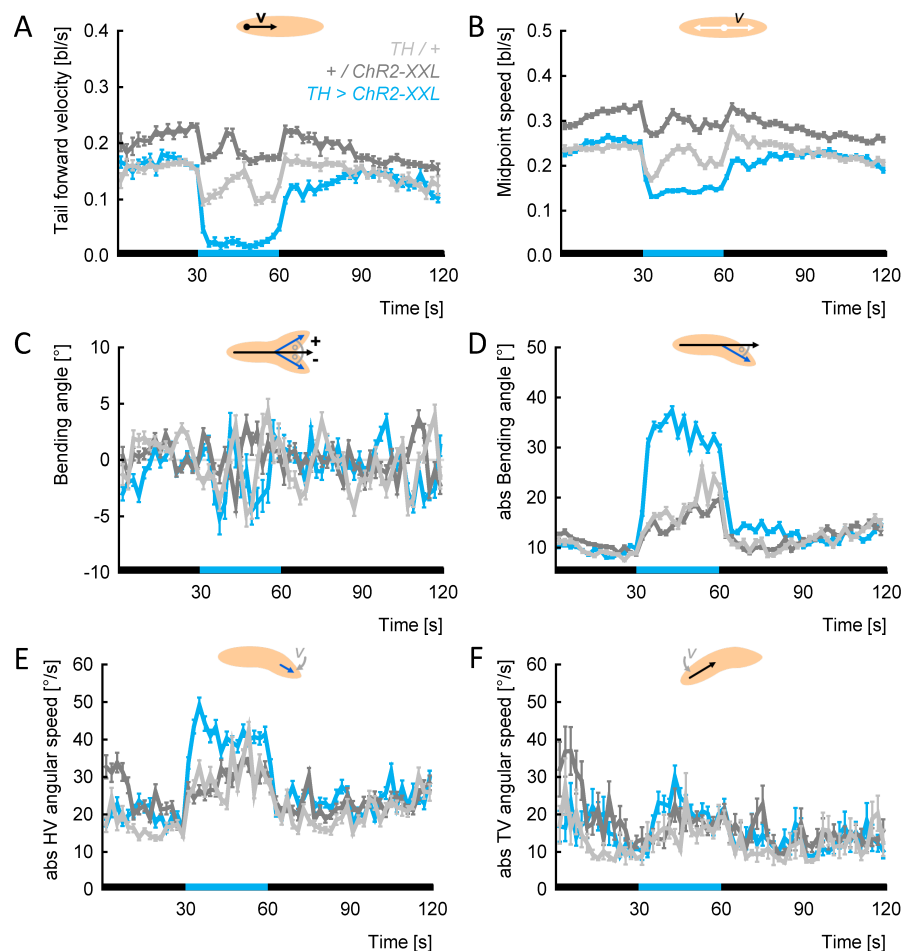 A
v
TH / +
+ / ChR2-XXL
TH > ChR2-XXL
Tail forward velocity [bl/s]
0.4
0.3
0.2
0.1
0.0
30
60
90
120
Time [s]
B
v
Midpoint speed [bl/s]
0.5
0.4
0.3
0.2
0.1
0.0
30
60
90
120
Time [s]
C
+
-
Bending angle [°]
10
5
0
-5
-10
30
60
90
120
Time [s]
D
abs Bending angle [°]
50
40
30
20
10
30
60
90
120
Time [s]
E
v
abs HV angular speed [°/s]
60
50
40
30
20
10
0
30
60
90
120
Time [s]
F
v
abs TV angular speed [°/s]
60
50
40
30
20
10
0
30
60
90
120
Time [s]